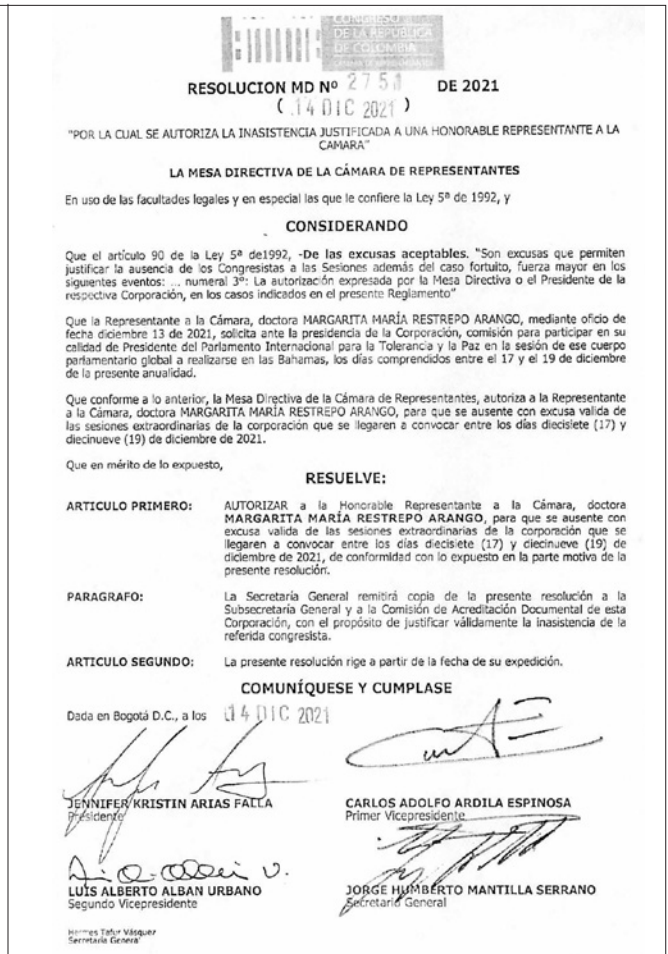 CONGRESO
DE LA REPÚBLICA
DE COLOMBIA
CÁMARA DE REPRESENTANTES
RESOLUCION MD Nº 2751 DE 2021
( 14 DIC 2021 )
"POR LA CUAL SE AUTORIZA LA INASISTENCIA JUSTIFICADA A UNA HONORABLE REPRESENTANTE A LA
CAMARA"
LA MESA DIRECTIVA DE LA CÁMARA DE REPRESENTANTES
En uso de las facultades legales y en especial las que le confiere la Ley 5ª de 1992, y
CONSIDERANDO
Que el artículo 90 de la Ley 5ª de1992, -De las excusas aceptables. "Son excusas que permiten
justificar la ausencia de los Congresistas a las Sesiones además del caso fortuito, fuerza mayor en los
siguientes eventos: ... numeral 3º: La autorización expresada por la Mesa Directiva o el Presidente de la
respectiva Corporación, en los casos indicados en el presente Reglamento"
Que la Representante a la Cámara, doctora MARGARITA MARÍA RESTREPO ARANGO, mediante oficio de
fecha diciembre 13 de 2021, solicita ante la presidencia de la Corporación, comisión para participar en su
calidad de Presidente del Parlamento Internacional para la Tolerancia y la Paz en la sesión de ese cuerpo
parlamentario global a realizarse en las Bahamas, los días comprendidos entre el 17 y el 19 de diciembre
de la presente anualidad.
Que conforme a lo anterior, la Mesa Directiva de la Cámara de Representantes, autoriza a la Representante
a la Cámara, doctora MARGARITA MARÍA RESTREPO ARANGO, para que se ausente con excusa valida de
las sesiones extraordinarias de la corporación que se llegaren a convocar entre los días diecisiete (17) y
diecinueve (19) de diciembre de 2021.
Que en mérito de lo expuesto,
RESUELVE:
ARTICULO PRIMERO: AUTORIZAR a la Honorable Representante a la Cámara, doctora
MARGARITA MARÍA RESTREPO ARANGO, para que se ausente con
excusa valida de las sesiones extraordinarias de la corporación que se
llegaren a convocar entre los días diecisiete (17) y diecinueve (19) de
diciembre de 2021, de conformidad con lo expuesto en la parte motiva de la
presente resolución.
PARAGRAFO: La Secretaría General remitirá copia de la presente resolución a la
Subsecretaría General y a la Comisión de Acreditación Documental de esta
Corporación, con el propósito de justificar válidamente la inasistencia de la
referida congresista.
ARTICULO SEGUNDO: La presente resolución rige a partir de la fecha de su expedición.
COMUNÍQUESE Y CUMPLASE
Dada en Bogotá D.C., a los 14 DIC 2021
JENNIFER KRISTIN ARIAS FALLA
Presidente
CARLOS ADOLFO ARDILA ESPINOSA
Primer Vicepresidente
LUIS ALBERTO ALBAN URBANO
Segundo Vicepresidente
JORGE HUMBERTO MANTILLA SERRANO
Secretario General
Hermes Tafur Vásquez
Secretaría General